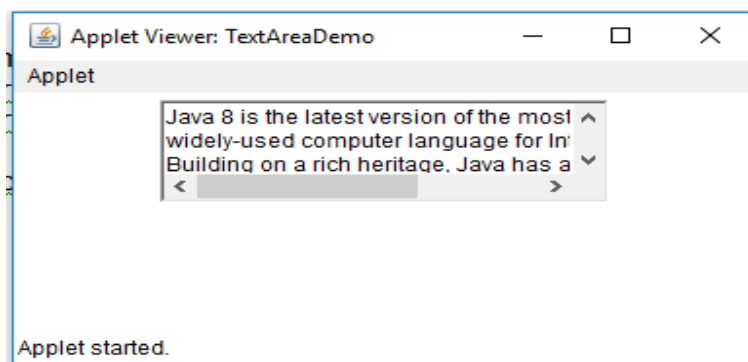 Applet Viewer: TextAreaDemo
Applet
Java 8 is the latest version of the most
widely-used computer language for
Building on a rich heritage, Java has a
Applet started.